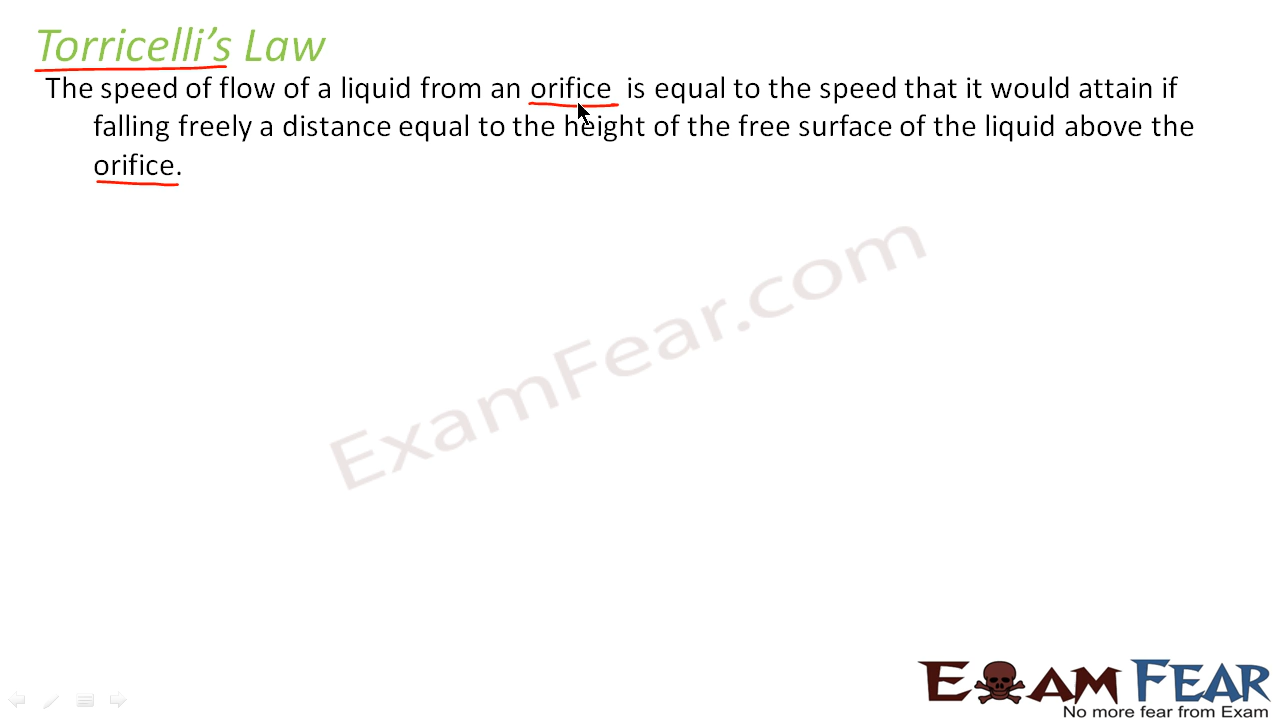 Torricelli's Law
The speed of flow of a liquid from an orifice is equal to the speed that it would attain if
falling freely a distance equal to the height of the free surface of the liquid above the
orifice.
ExamFear.com
EXAM FEAR
No more fear from Exam